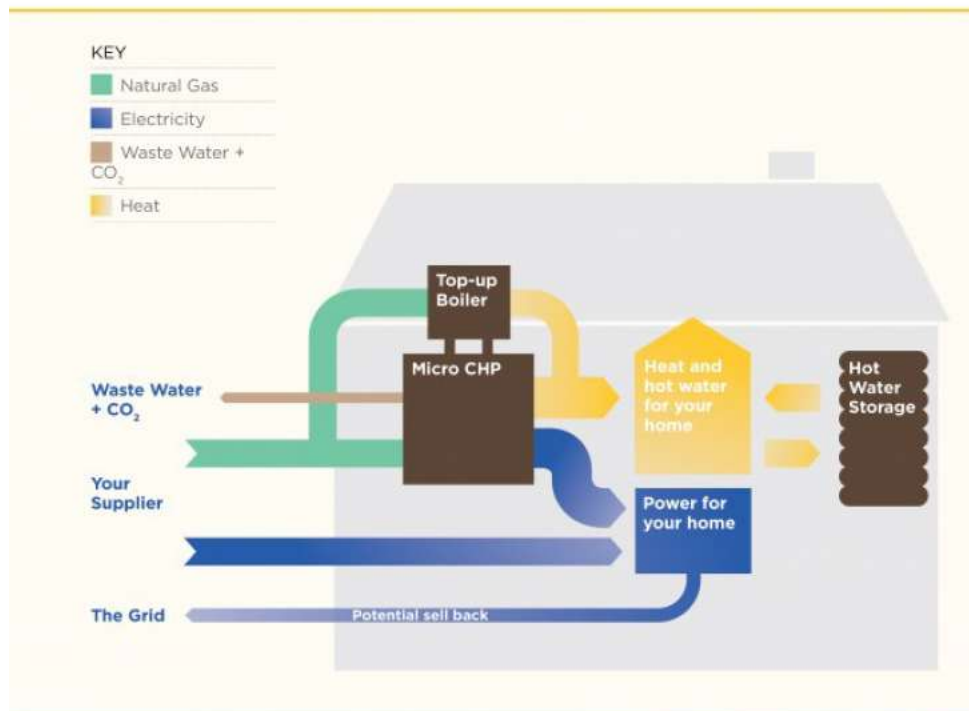 KEY
Natural Gas
Electricity
Waste Water +
CO₂
Heat
Top-up
Boiler
Micro CHP
Heat and
hot water
for your
home
Hot
Water
Storage
Waste Water
+ CO₂
Your
Supplier
Power for
your home
The Grid
Potential sell back